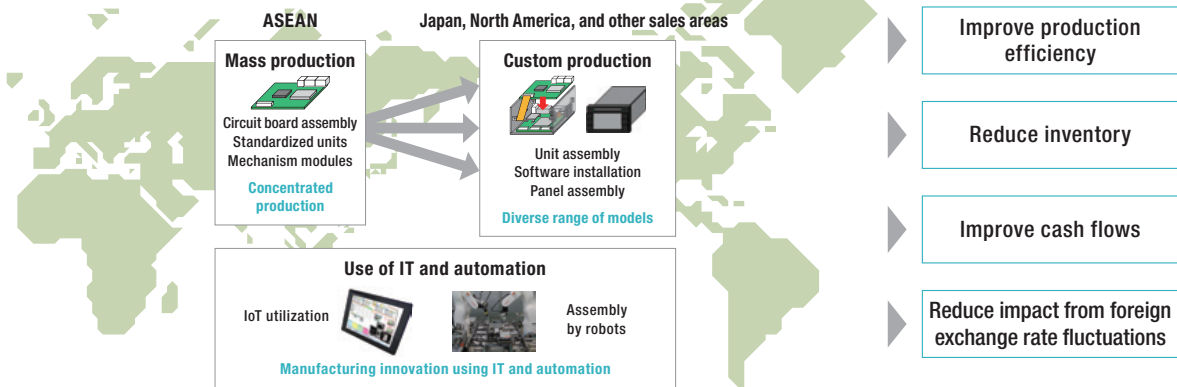 ASEAN
Mass production
Circuit board assembly
Standardized units
Mechanism modules
Concentrated
production
Japan, North America, and other sales areas
Custom production
Unit assembly
Software installation
Panel assembly
Diverse range of models
Use of IT and automation
IoT utilization
Assembly
by robots
Manufacturing innovation using IT and automation
Improve production
efficiency
Reduce inventory
Improve cash flows
Reduce impact from foreign
exchange rate fluctuations